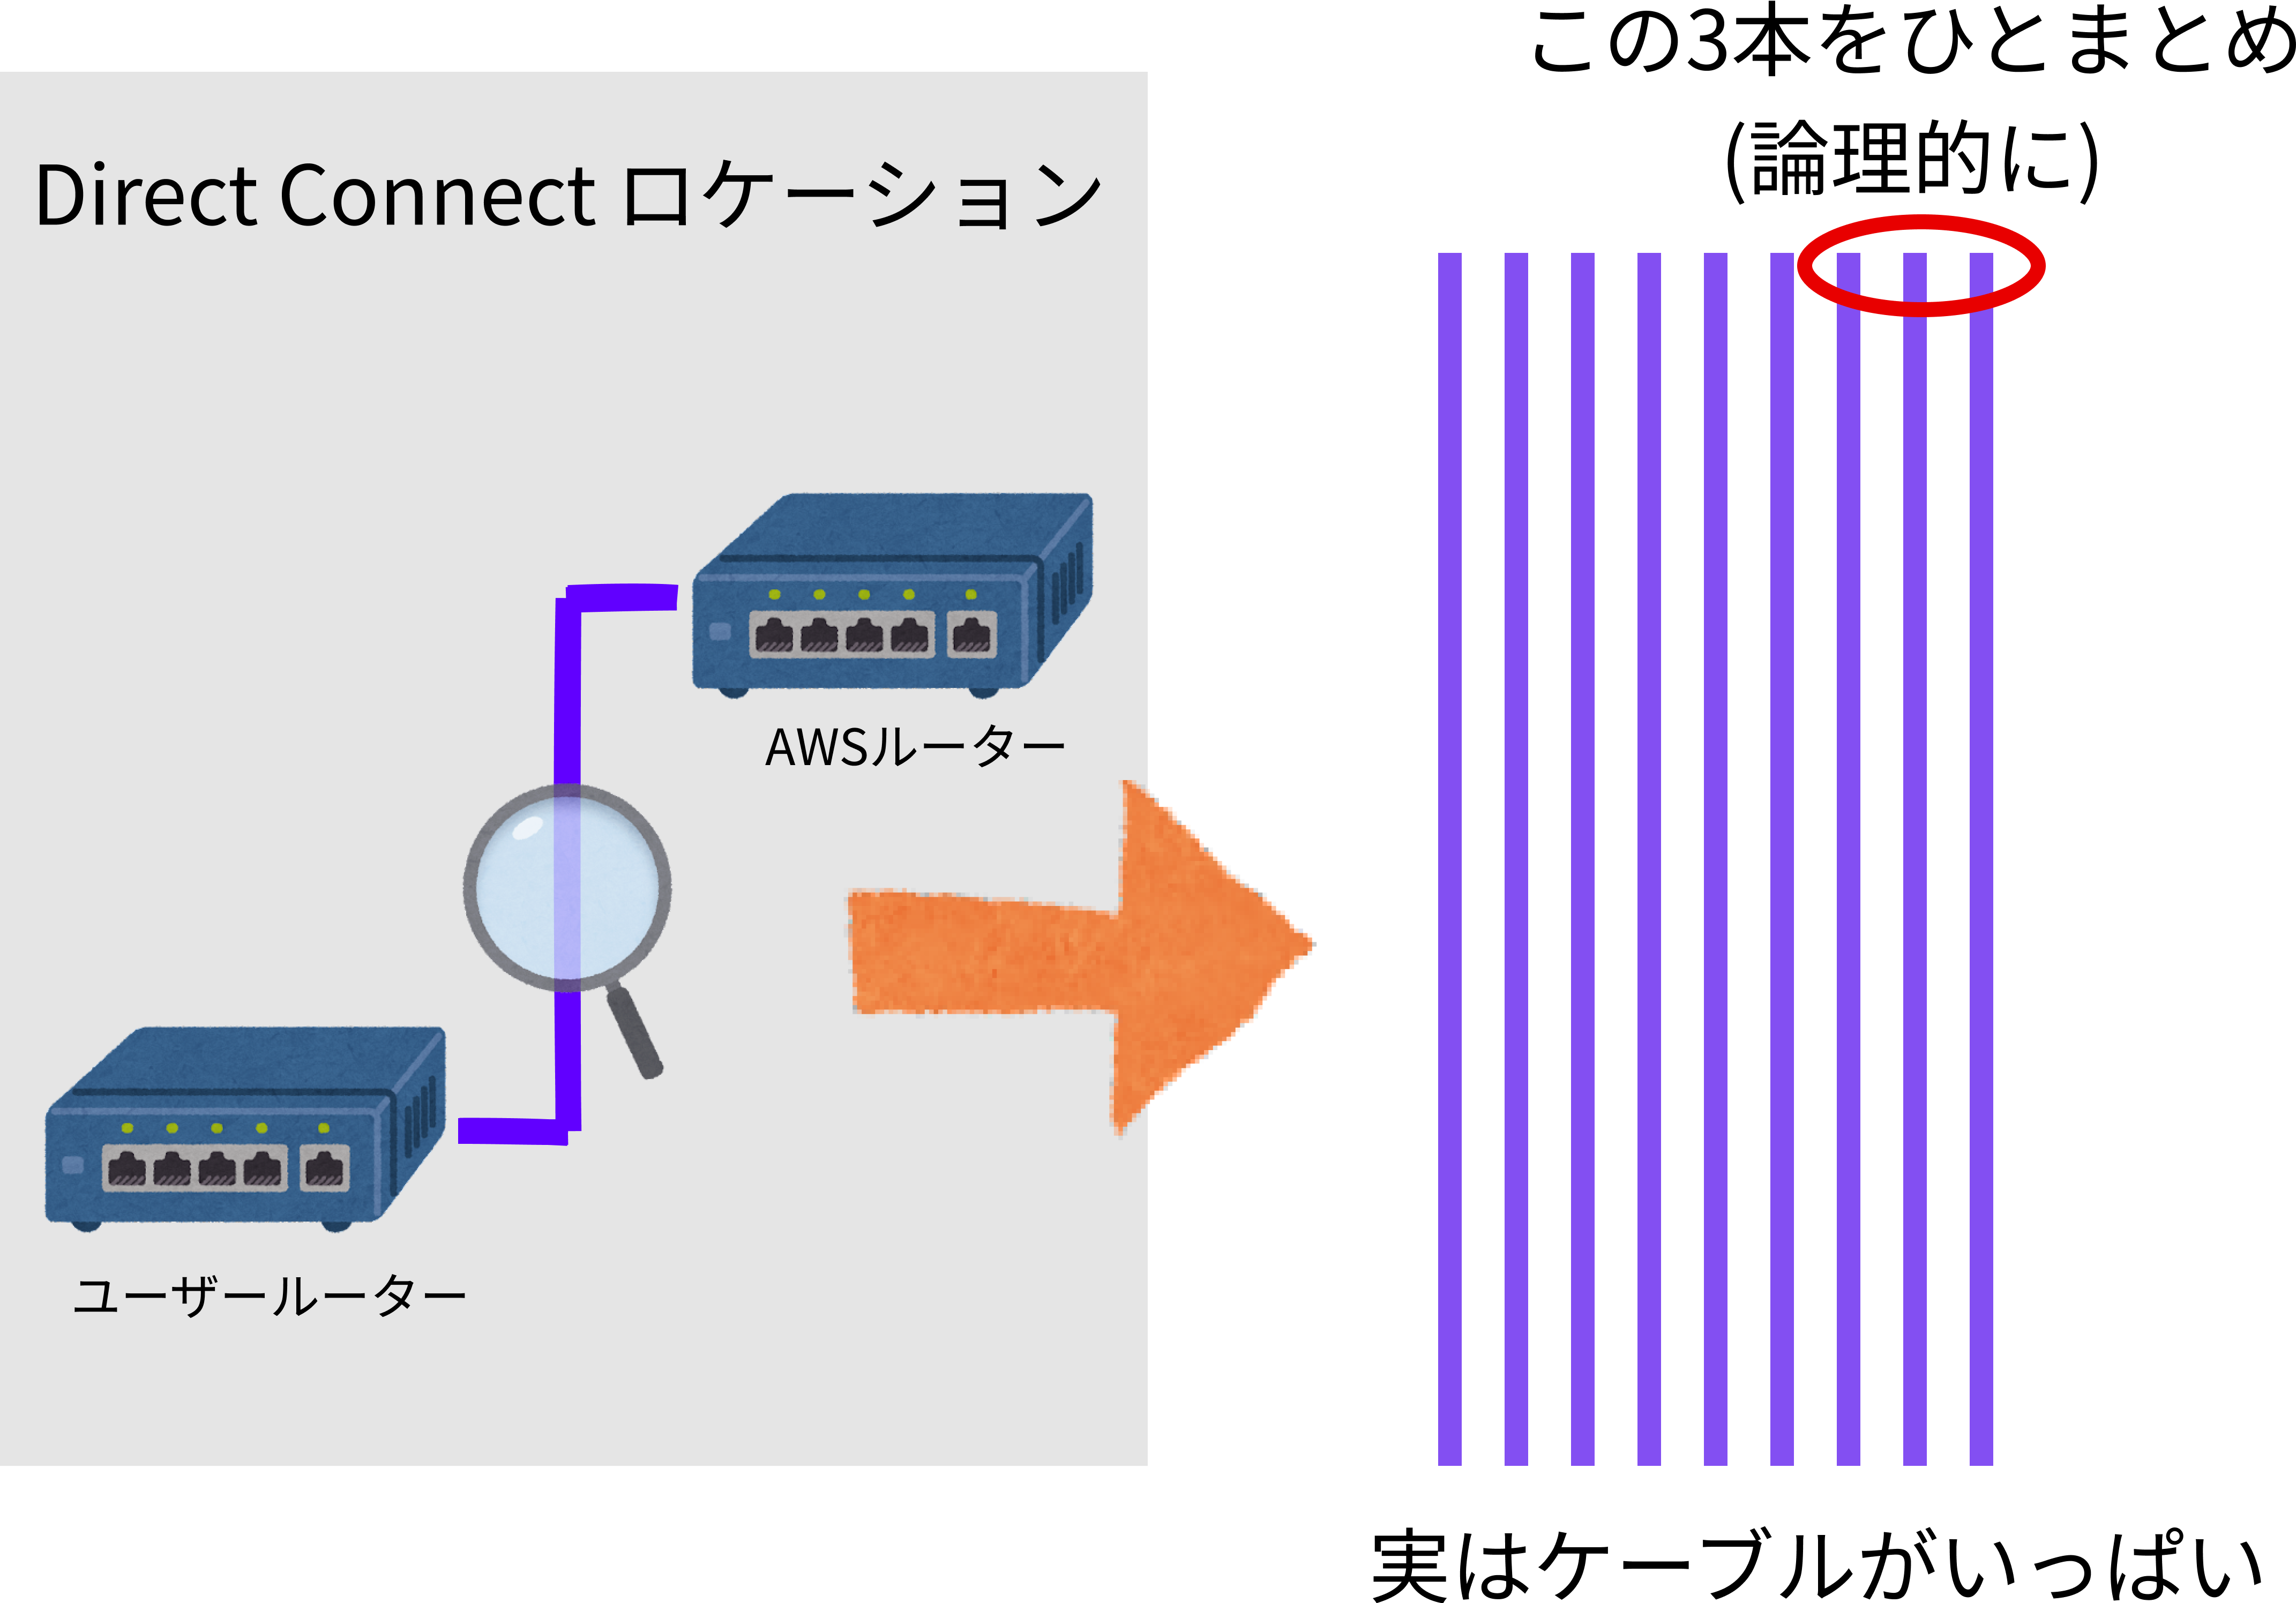 この3本をひとまとめ
(論理的に)
Direct Connect ロケーション
AWSルーター
ユーザールーター
実はケーブルがいっぱい